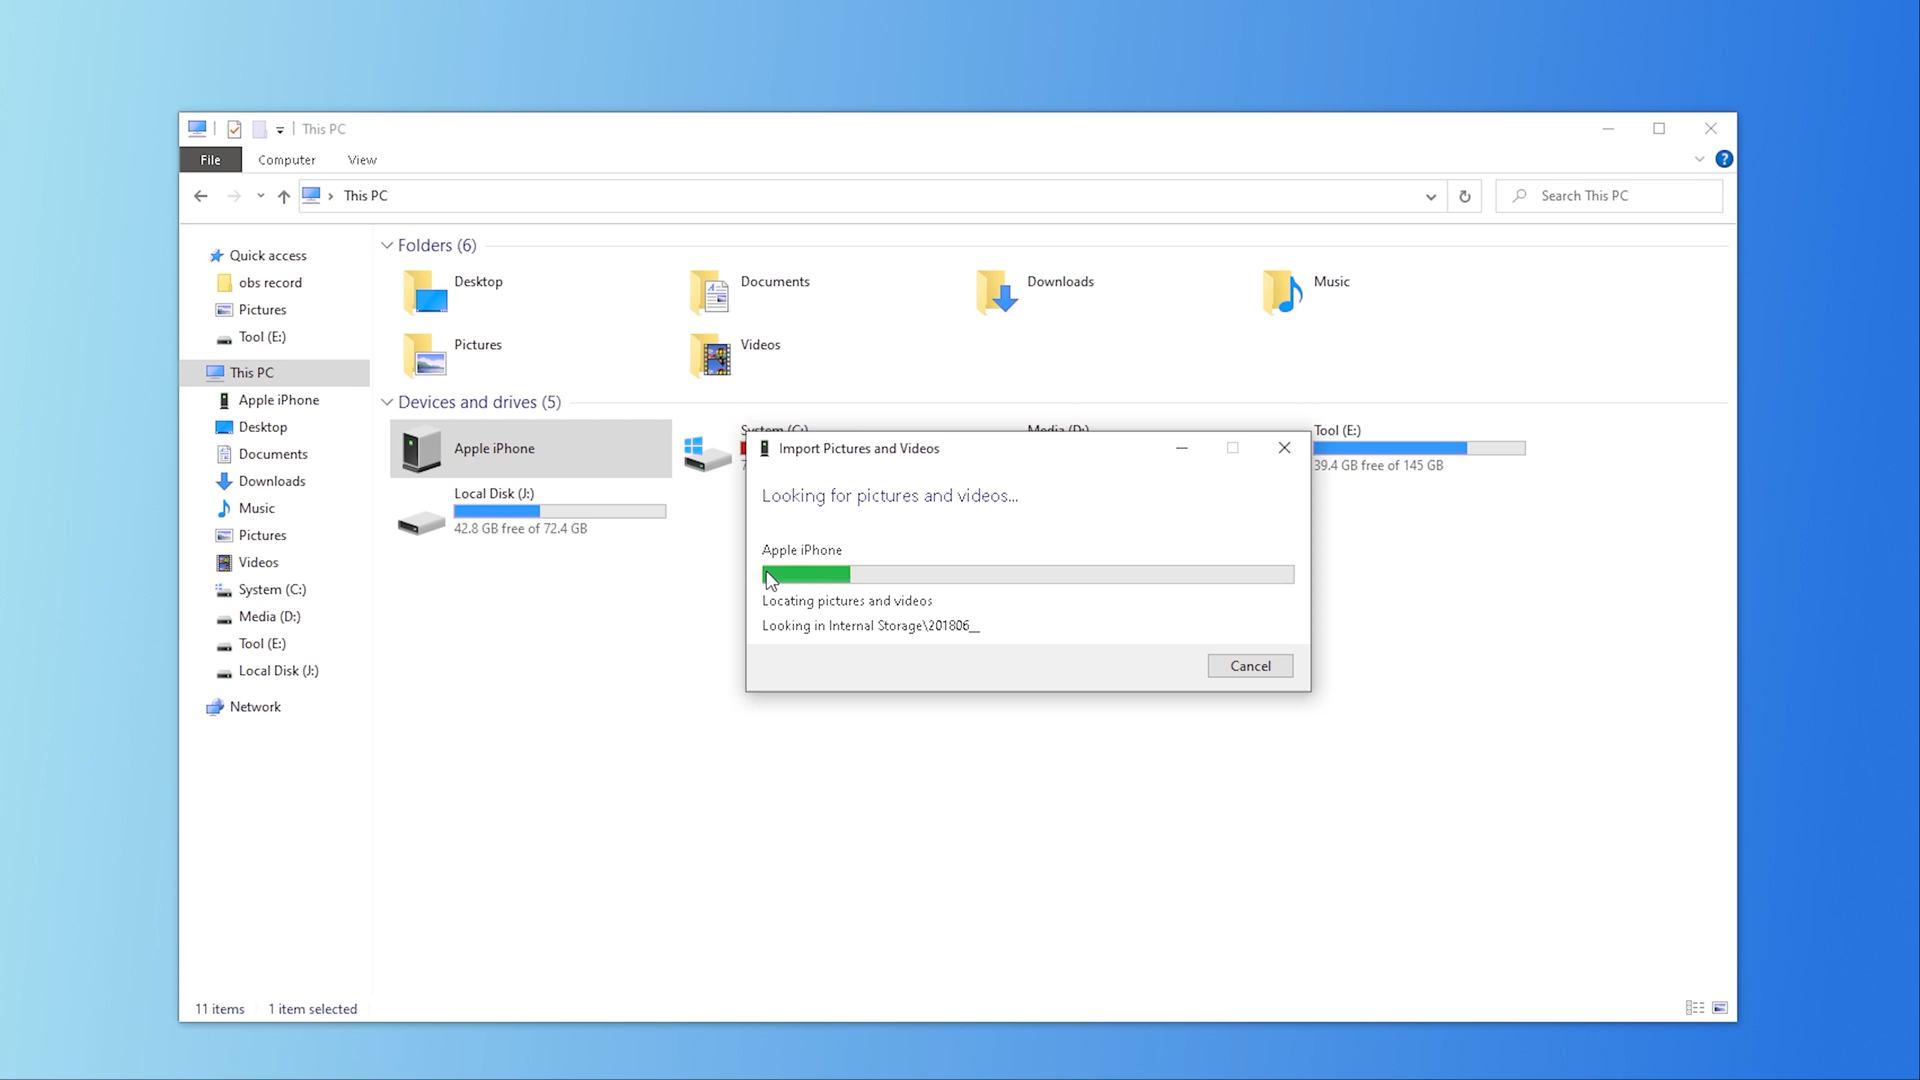 This PC
File Computer View
This PC
Search This PC
Quick access
obs record
Pictures
Tool (E:)
This PC
Apple iPhone
Desktop
Documents
Downloads
Music
Pictures
Videos
System (C:)
Media (D:)
Tool (E:)
Local Disk (J:)
Network
Folders (6)
Desktop
Documents
Downloads
Music
Pictures
Videos
Devices and drives (5)
Apple iPhone
System (C:)
Media (D:)
Tool (E:)
39.4 GB free of 145 GB
Local Disk (J:)
42.8 GB free of 72.4 GB
Import Pictures and Videos
Looking for pictures and videos...
Apple iPhone
Locating pictures and videos
Looking in Internal Storage\201806__
Cancel
11 items 1 item selected